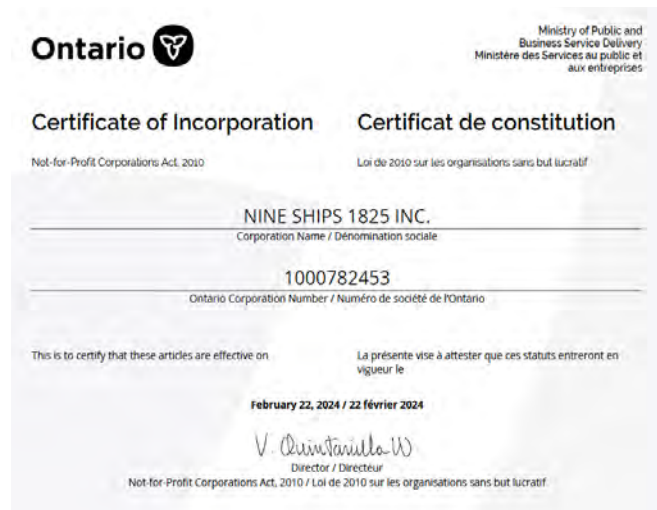 Ontario
Ministry of Public and
Business Service Delivery
Ministère des Services au public et
aux entreprises
Certificate of Incorporation
Not-for-Profit Corporations Act, 2010
Certificat de constitution
Loi de 2010 sur les organisations sans but lucratif
NINE SHIPS 1825 INC.
Corporation Name / Dénomination sociale
1000782453
Ontario Corporation Number / Numéro de société de l'Ontario
This is to certify that these articles are effective on
La présente vise à attester que ces statuts entreront en
vigueur le
February 22, 2024 / 22 février 2024
V. Quintanilla W
Director / Directeur
Not-for-Profit Corporations Act, 2010 / Loi de 2010 sur les organisations sans but lucratif